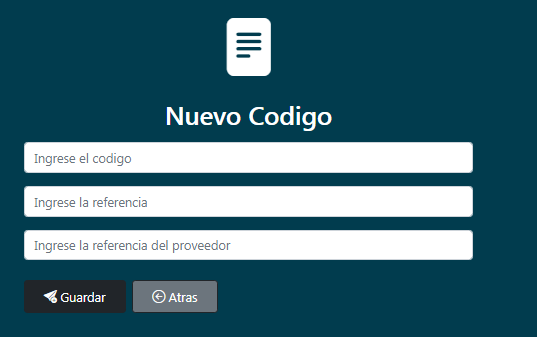 Nuevo Codigo
Ingrese el codigo
Ingrese la referencia
Ingrese la referencia del proveedor
Guardar Atras